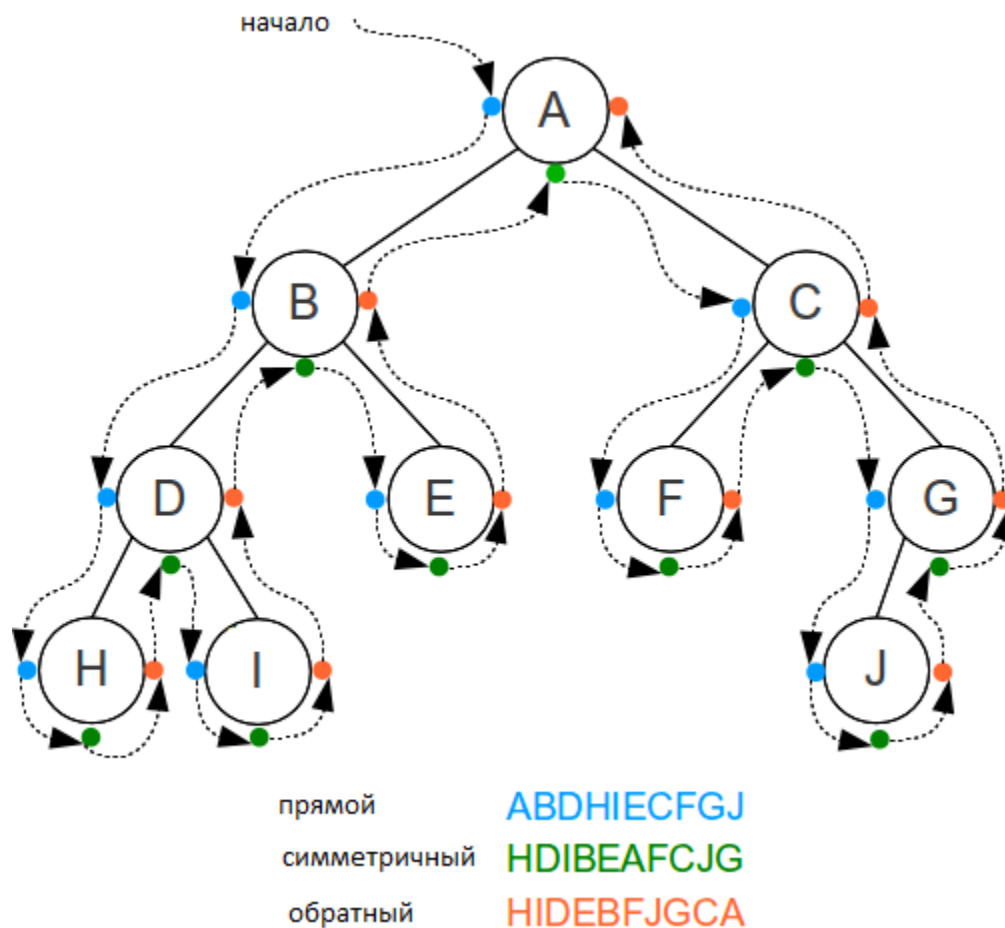 начало
A
B
C
D
E
F
G
H
I
J
прямой ABDHIECFGJ
симметричный HDIBEAFCJG
обратный HIDEBFJGCA